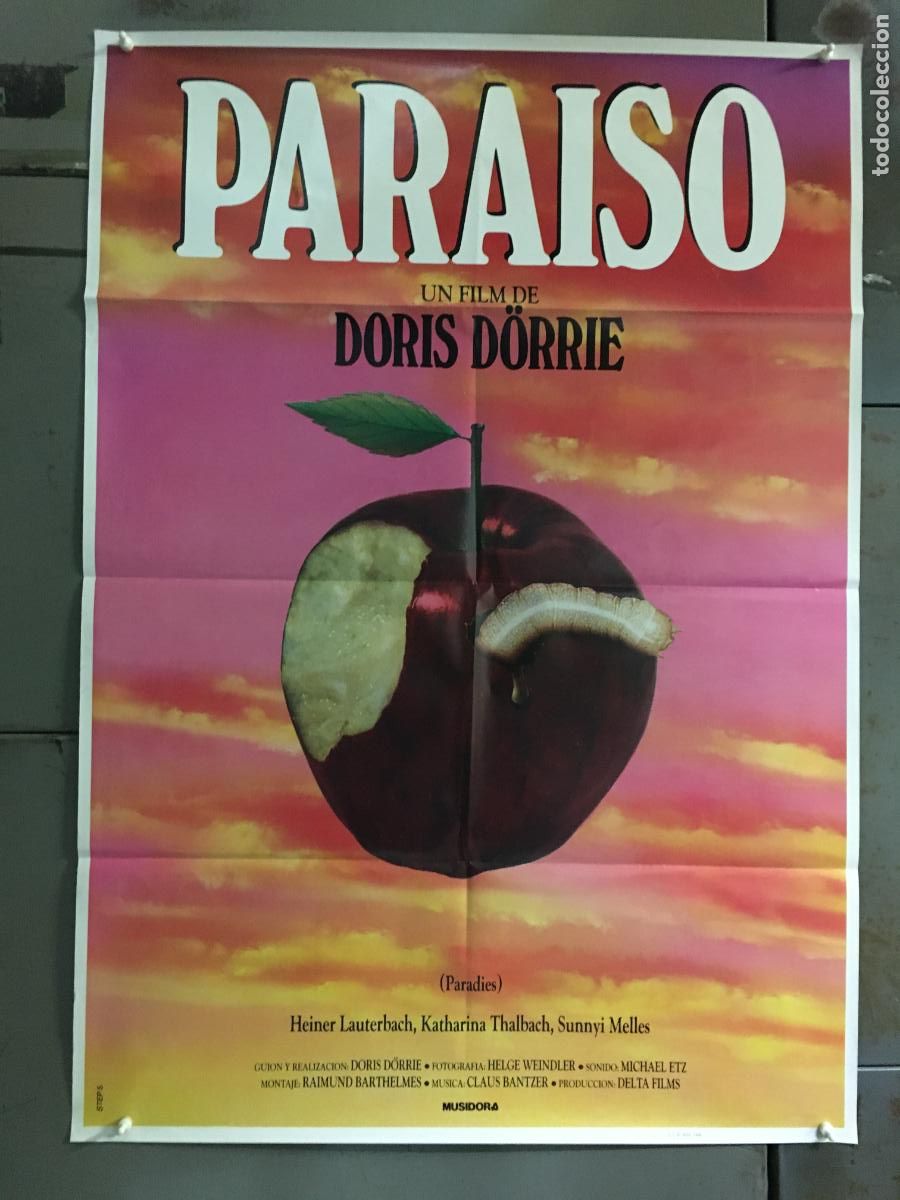 PARAISO
UN FILM DE
DORIS DÖRRIE
(Paradies)
Heiner Lauterbach, Katharina Thalbach, Sunnyi Melles
GUION Y REALIZACION: DORIS DÖRRIE ● FOTOGRAFIA: HELGE WEINDLER ● SONIDO: MICHAEL ETZ
MONTAJE: RAIMUND BARTHELMES ● MUSICA: CLAUS BANTZER ● PRODUCCION: DELTA FILMS
MUSIDORA
STEP'S
todocoleccion